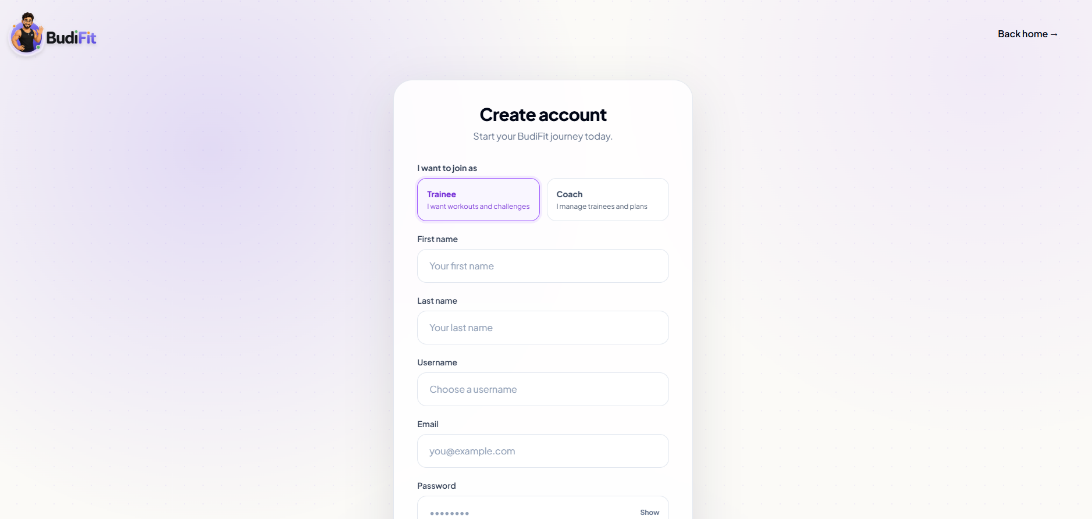 BudiFit
Back home →
Create account
Start your BudiFit journey today.
I want to join as
Trainee
I want workouts and challenges
Coach
I manage trainees and plans
First name
Your first name
Last name
Your last name
Username
Choose a username
Email
you@example.com
Password
••••••••
Show